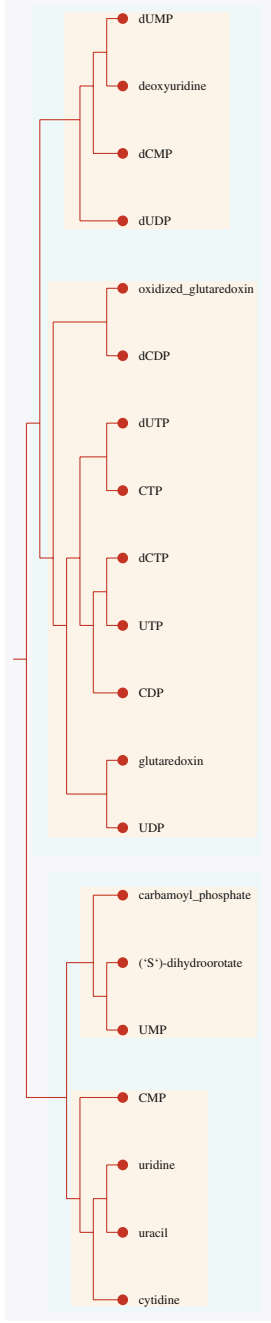 dUMP
deoxyuridine
dCMP
dUDP
oxidized_glutaredoxin
dCDP
dUTP
CTP
dCTP
UTP
CDP
glutaredoxin
UDP
carbamoyl_phosphate
(‘S‘)-dihydroorotate
UMP
CMP
uridine
uracil
cytidine